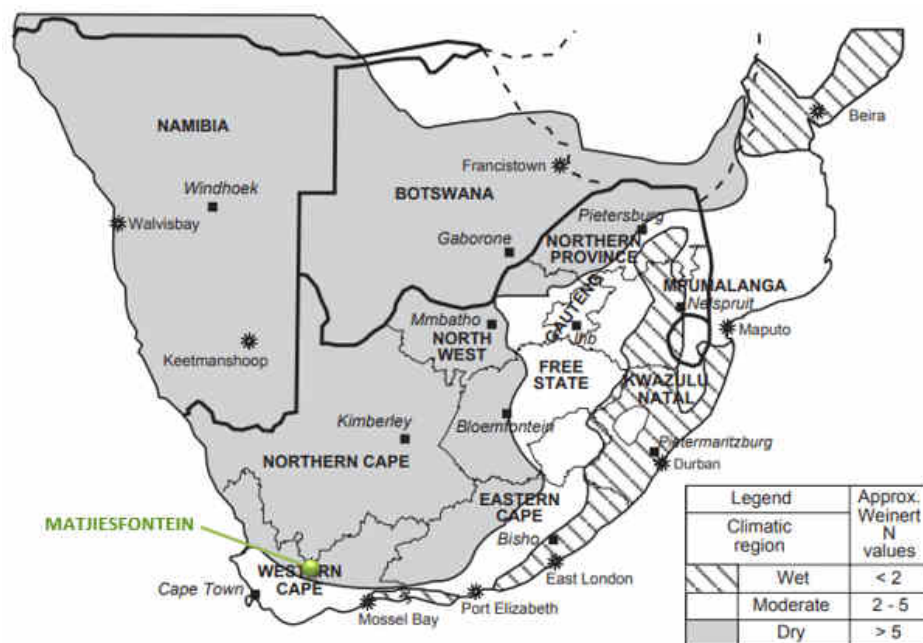 NAMIBIA
Windhoek
Walvisbay
Keetmanshoop
BOTSWANA
Francistown
Gaborone
Beira
Pietersburg
NORTHERN
PROVINCE
MPUMALANGA
Nelspruit
Maputo
GAUTENG
Jhb
Mmbatho
NORTH
WEST
FREE
STATE
KWAZULU
NATAL
Kimberley
Bloemfontein
Pietermaritzburg
Durban
NORTHERN CAPE
EASTERN
CAPE
Bisho
East London
MATJIESFONTEIN
WESTERN
CAPE
Cape Town
Mossel Bay
Port Elizabeth
Legend
Approx.
Weinert
N
values
Climatic
region
Wet
< 2
Moderate
2 - 5
Dry
> 5